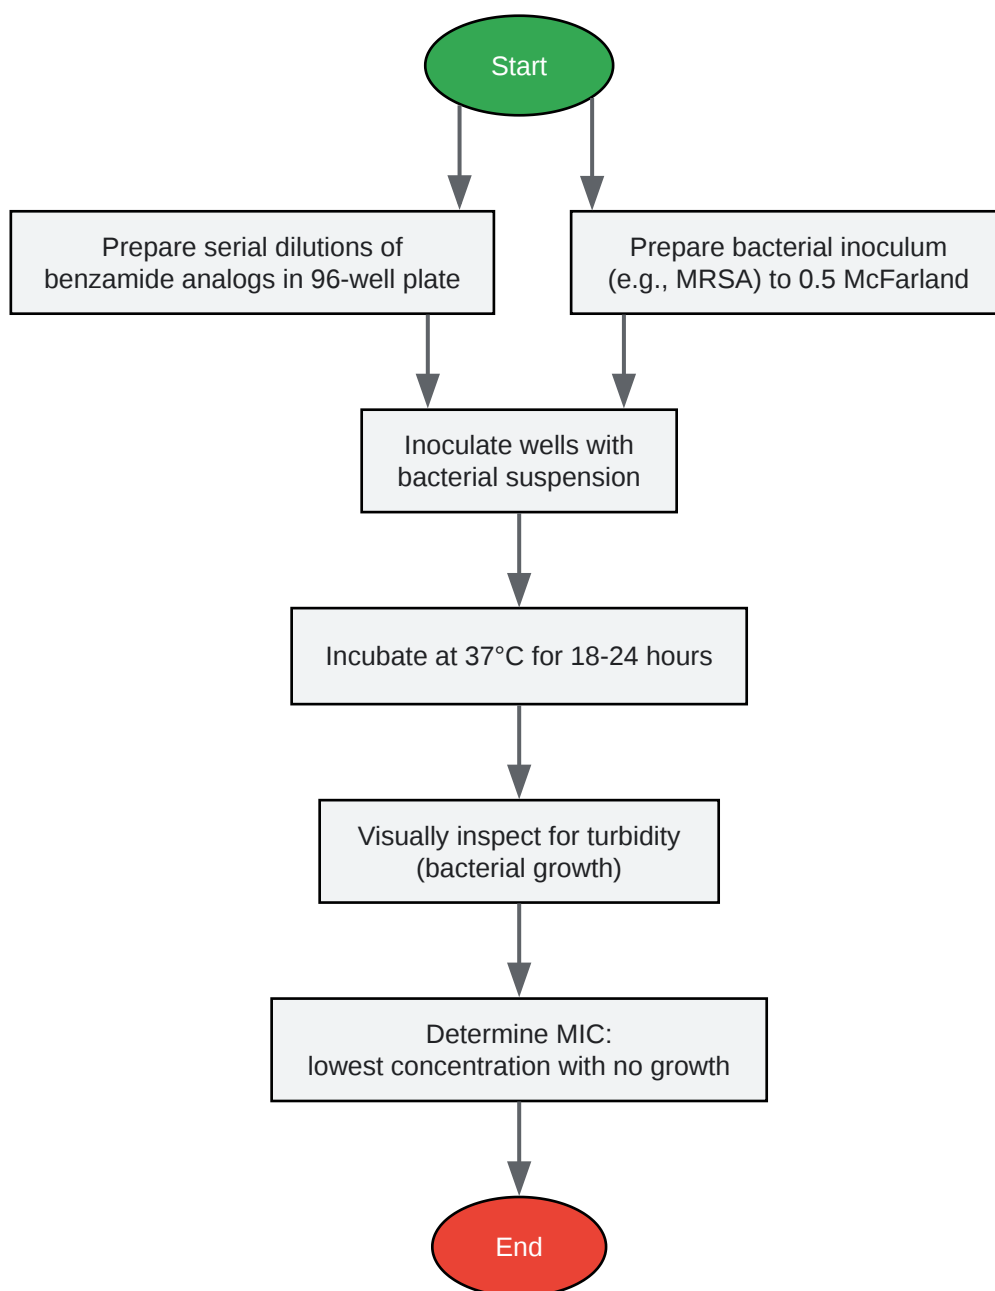 Start
Prepare serial dilutions of
benzamide analogs in 96-well plate
Prepare bacterial inoculum
(e.g., MRSA) to 0.5 McFarland
Inoculate wells with
bacterial suspension
Incubate at 37°C for 18-24 hours
Visually inspect for turbidity
(bacterial growth)
Determine MIC:
lowest concentration with no growth
End